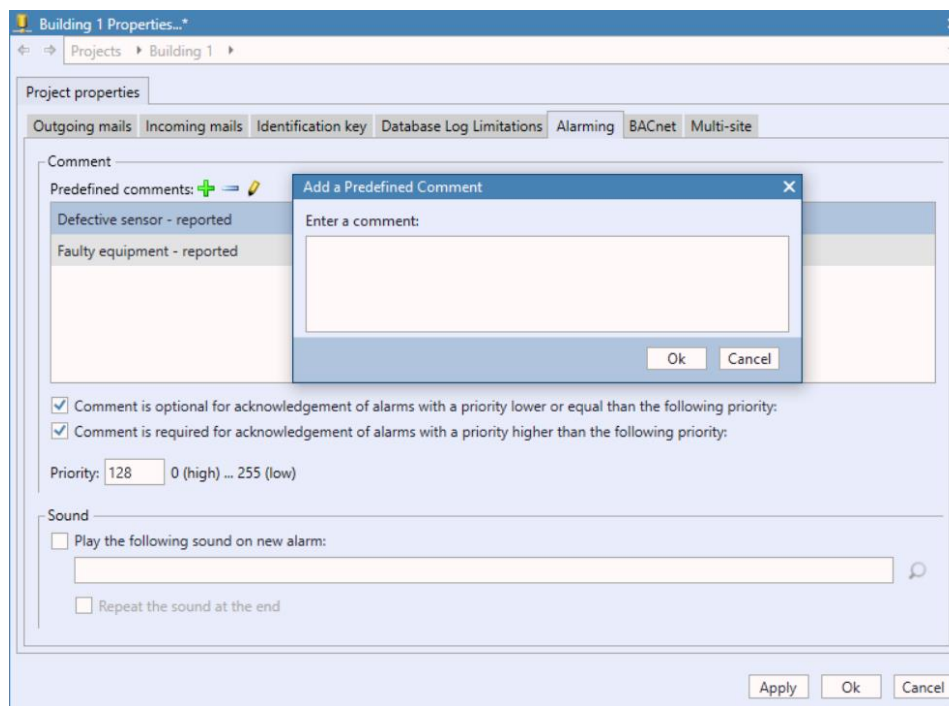 Building 1 Properties...*
Projects Building 1
Project properties
Outgoing mails Incoming mails Identification key Database Log Limitations Alarming BACnet Multi-site
Comment
Predefined comments:
Add a Predefined Comment
Defective sensor - reported
Enter a comment:
Faulty equipment - reported
Ok Cancel
Comment is optional for acknowledgement of alarms with a priority lower or equal than the following priority:
Comment is required for acknowledgement of alarms with a priority higher than the following priority:
Priority: 128 0 (high) ... 255 (low)
Sound
Play the following sound on new alarm:
Repeat the sound at the end
Apply Ok Cancel